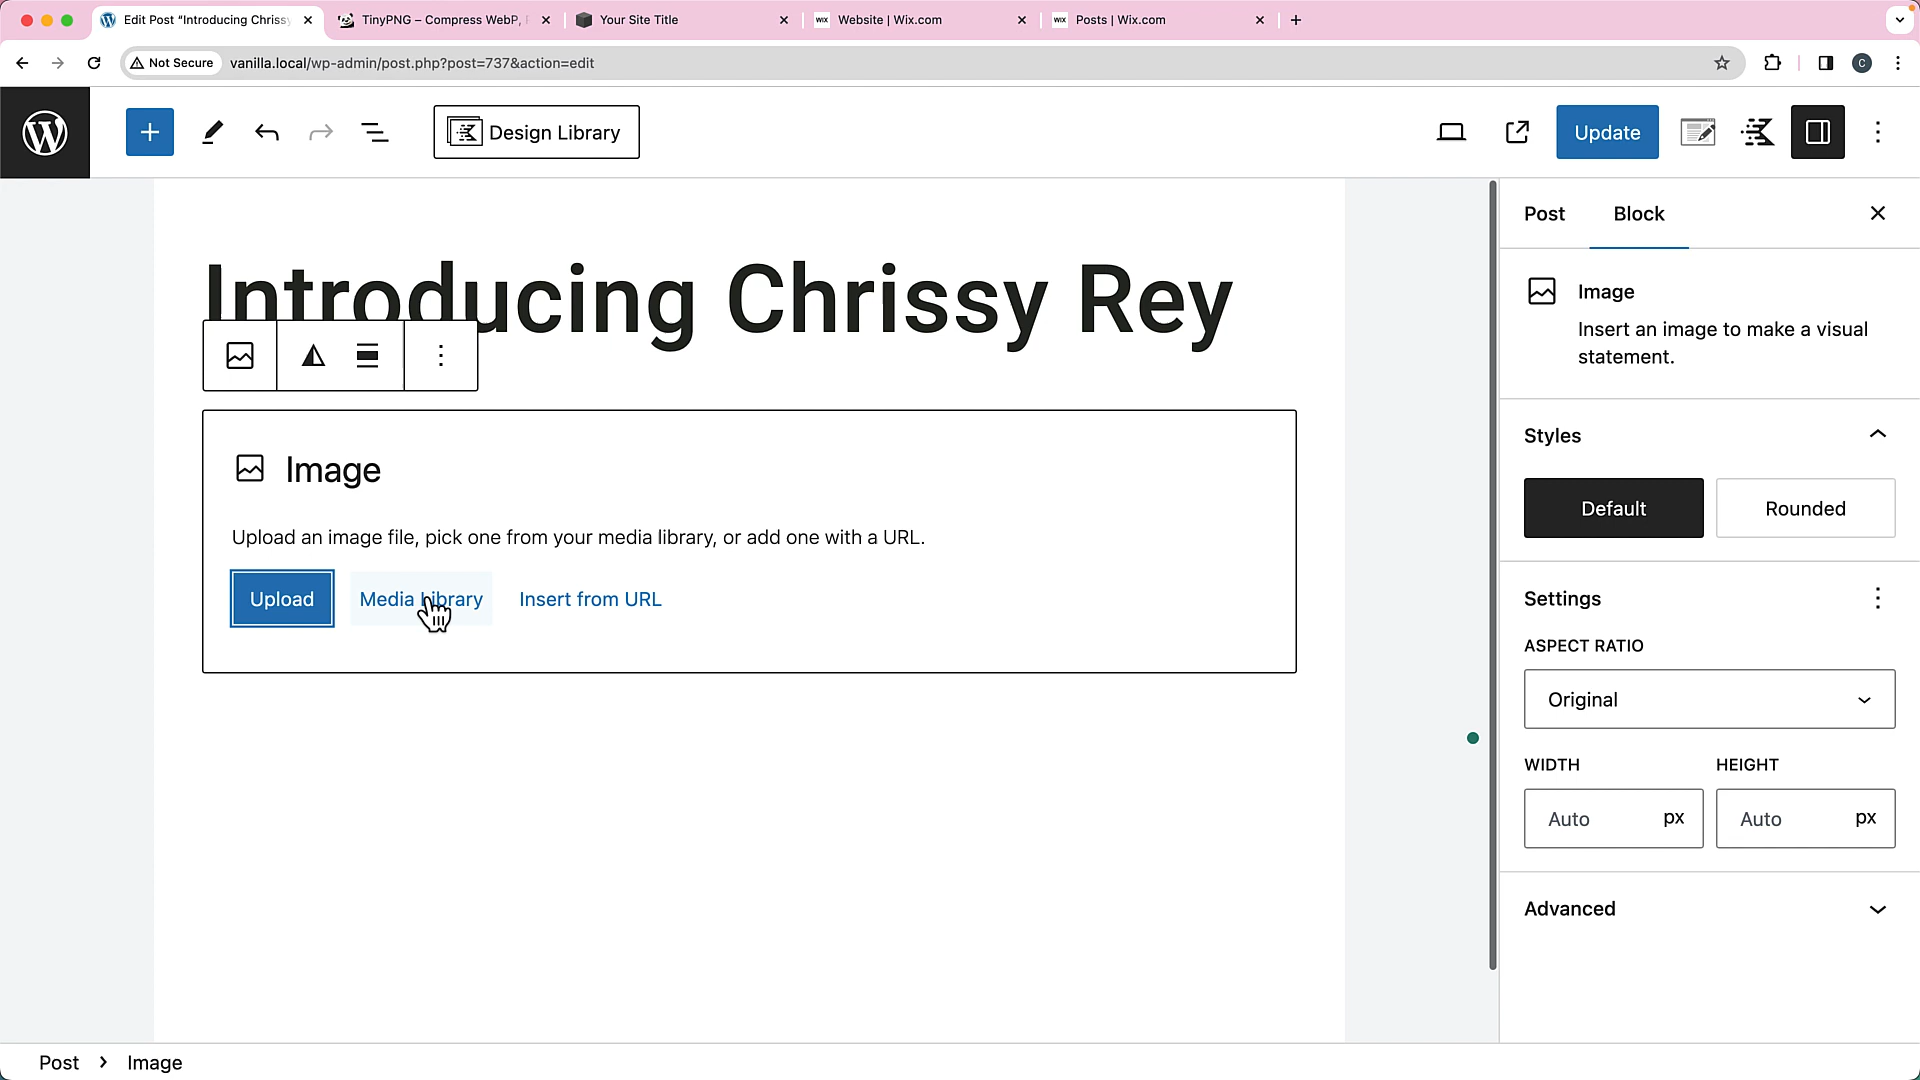 Edit Post “Introducing Chrissy
TinyPNG – Compress WebP,
Your Site Title
WIX Website | Wix.com
WIX Posts | Wix.com
Not Secure vanilla.local/wp-admin/post.php?post=737&action=edit
C
Design Library
Update
Post Block
Introducing Chrissy Rey
Image
Insert an image to make a visual
statement.
Styles
Default Rounded
Image
Upload an image file, pick one from your media library, or add one with a URL.
Upload Media Library Insert from URL
Settings
ASPECT RATIO
Original
WIDTH HEIGHT
Auto px Auto px
Advanced
Post Image